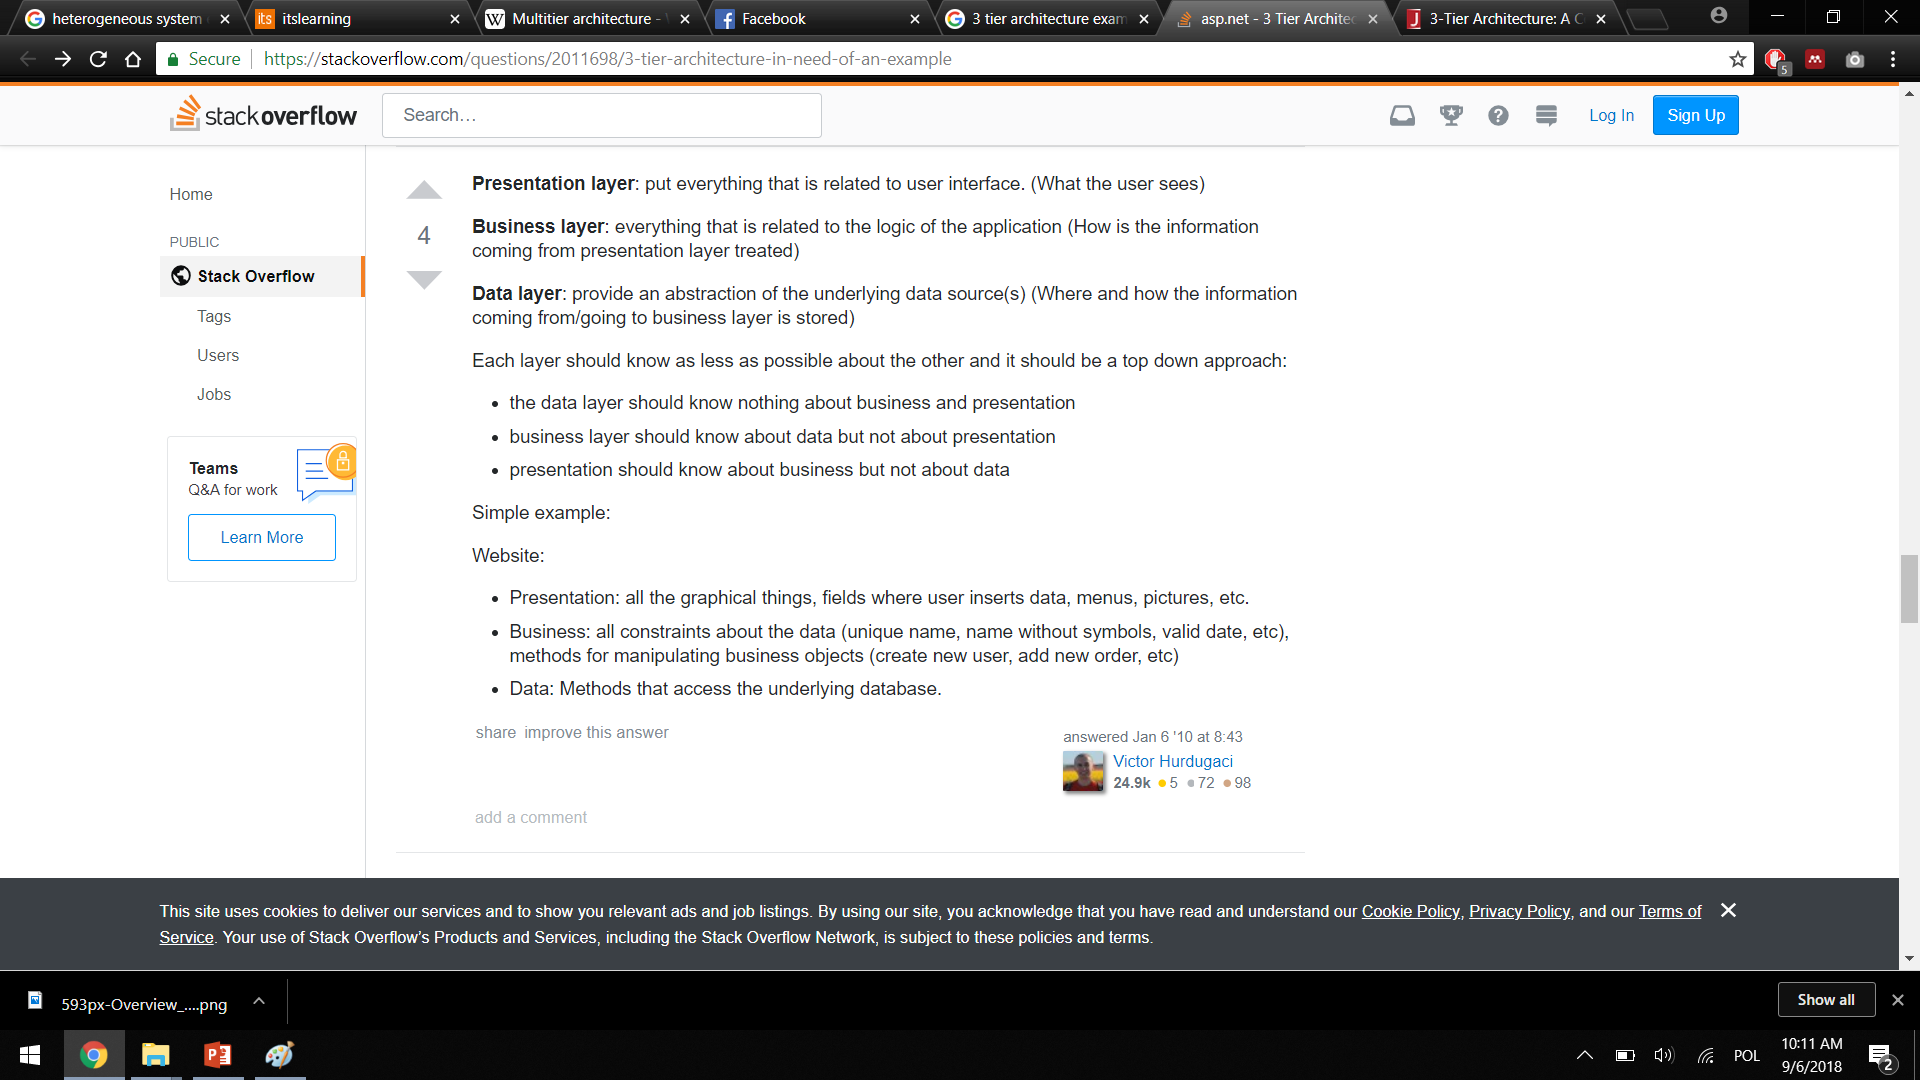 heterogeneous system
itslearning
Multitier architecture -
Facebook
3 tier architecture exam
asp.net - 3 Tier Architec
3-Tier Architecture: A C
Secure https://stackoverflow.com/questions/2011698/3-tier-architecture-in-need-of-an-example
5
stackoverflow
Search…
Log In
Sign Up
Home
PUBLIC
Stack Overflow
Tags
Users
Jobs
Teams
Q&A for work
Learn More
4
Presentation layer: put everything that is related to user interface. (What the user sees)
Business layer: everything that is related to the logic of the application (How is the information
coming from presentation layer treated)
Data layer: provide an abstraction of the underlying data source(s) (Where and how the information
coming from/going to business layer is stored)
Each layer should know as less as possible about the other and it should be a top down approach:
• the data layer should know nothing about business and presentation
• business layer should know about data but not about presentation
• presentation should know about business but not about data
Simple example:
Website:
• Presentation: all the graphical things, fields where user inserts data, menus, pictures, etc.
• Business: all constraints about the data (unique name, name without symbols, valid date, etc),
methods for manipulating business objects (create new user, add new order, etc)
• Data: Methods that access the underlying database.
share improve this answer
answered Jan 6 '10 at 8:43
Victor Hurdugaci
24.9k 5 72 98
add a comment
This site uses cookies to deliver our services and to show you relevant ads and job listings. By using our site, you acknowledge that you have read and understand our Cookie Policy, Privacy Policy, and our Terms of
Service. Your use of Stack Overflow's Products and Services, including the Stack Overflow Network, is subject to these policies and terms.
593px-Overview_....png
Show all
POL
10:11 AM
9/6/2018
2